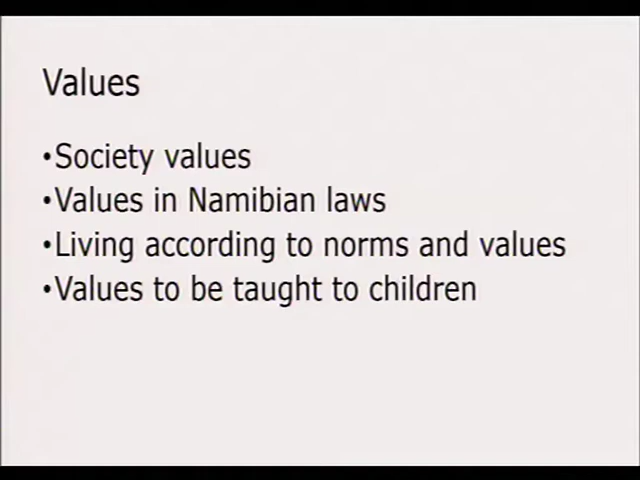 Values
•Society values
•Values in Namibian laws
•Living according to norms and values
•Values to be taught to children